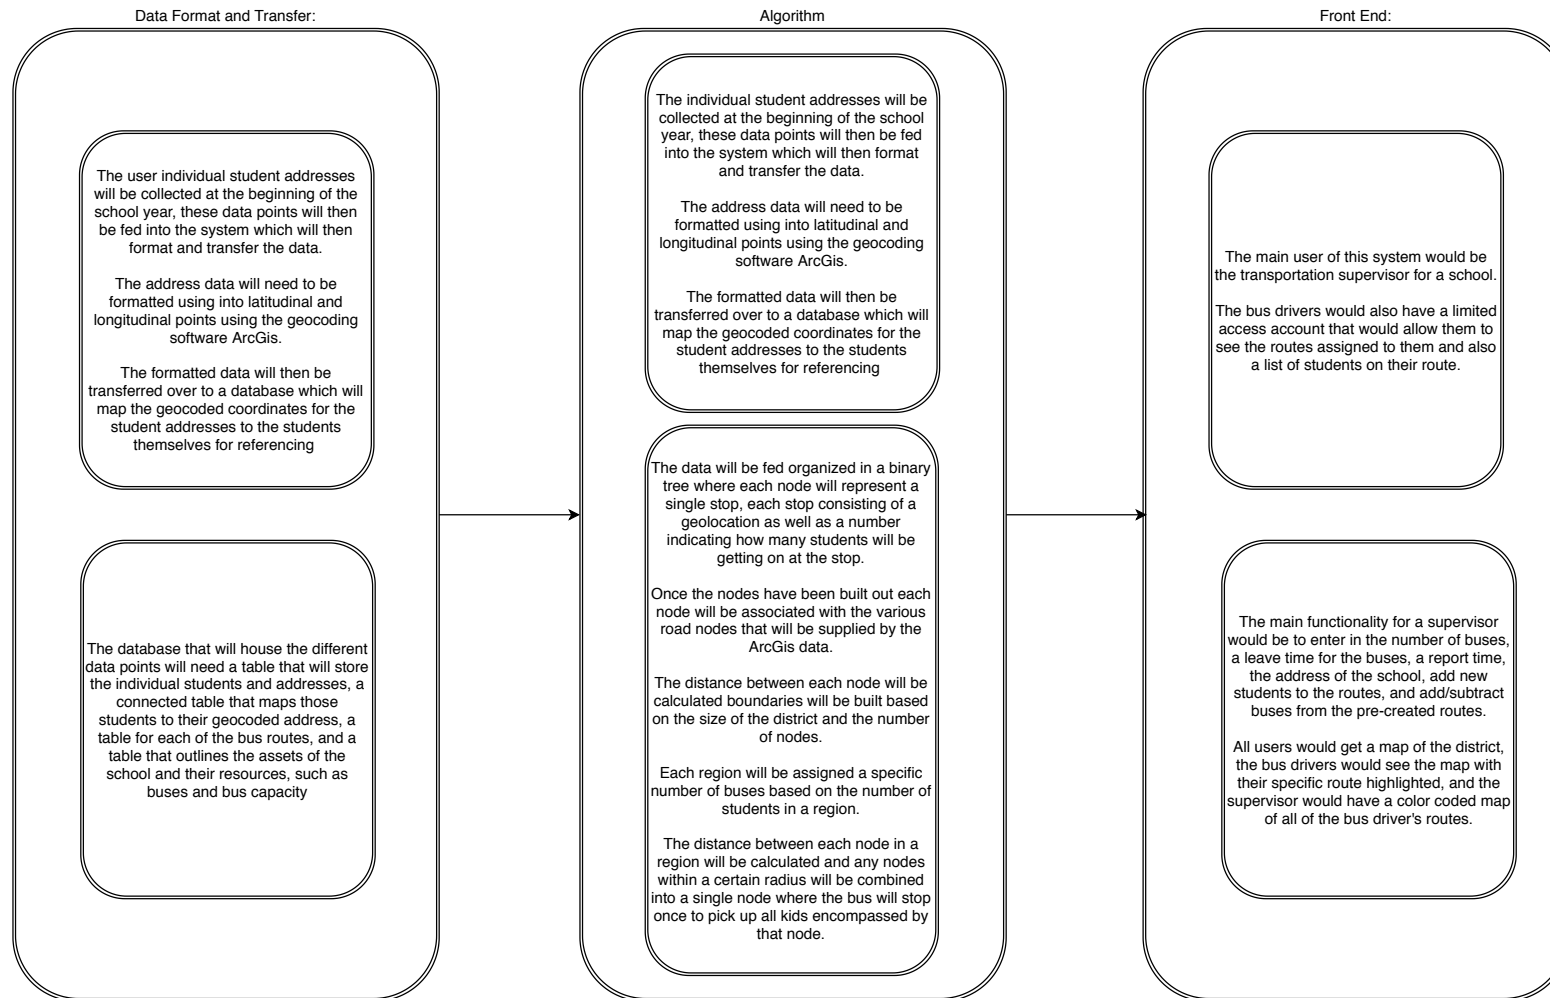 Data Format and Transfer:
The user individual student addresses
will be collected at the beginning of the
school year, these data points will then
be fed into the system which will then
format and transfer the data.
The address data will need to be
formatted using into latitudinal and
longitudinal points using the geocoding
software ArcGis.
The formatted data will then be
transferred over to a database which will
map the geocoded coordinates for the
student addresses to the students
themselves for referencing
The database that will house the different
data points will need a table that will store
the individual students and addresses, a
connected table that maps those
students to their geocoded address, a
table for each of the bus routes, and a
table that outlines the assets of the
school and their resources, such as
buses and bus capacity
Algorithm
The individual student addresses will be
collected at the beginning of the school
year, these data points will then be fed
into the system which will then format
and transfer the data.
The address data will need to be
formatted using into latitudinal and
longitudinal points using the geocoding
software ArcGis.
The formatted data will then be
transferred over to a database which will
map the geocoded coordinates for the
student addresses to the students
themselves for referencing
The data will be fed organized in a binary
tree where each node will represent a
single stop, each stop consisting of a
geolocation as well as a number
indicating how many students will be
getting on at the stop.
Once the nodes have been built out each
node will be associated with the various
road nodes that will be supplied by the
ArcGis data.
The distance between each node will be
calculated boundaries will be built based
on the size of the district and the number
of nodes.
Each region will be assigned a specific
number of buses based on the number of
students in a region.
The distance between each node in a
region will be calculated and any nodes
within a certain radius will be combined
into a single node where the bus will stop
once to pick up all kids encompassed by
that node.
Front End:
The main user of this system would be
the transportation supervisor for a school.
The bus drivers would also have a limited
access account that would allow them to
see the routes assigned to them and also
a list of students on their route.
The main functionality for a supervisor
would be to enter in the number of buses,
a leave time for the buses, a report time,
the address of the school, add new
students to the routes, and add/subtract
buses from the pre-created routes.
All users would get a map of the district,
the bus drivers would see the map with
their specific route highlighted, and the
supervisor would have a color coded map
of all of the bus driver's routes.